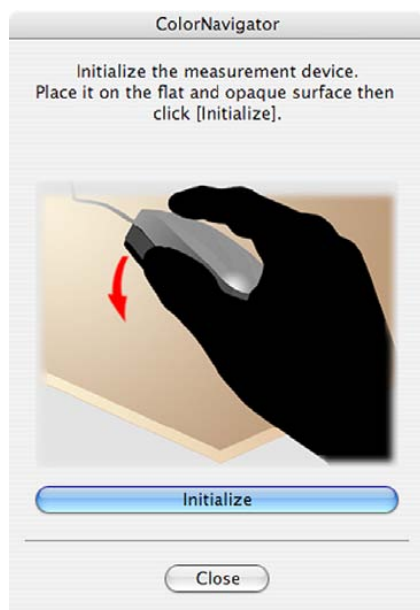 ColorNavigator
Initialize the measurement device.
Place it on the flat and opaque surface then
click [Initialize].
Initialize
Close